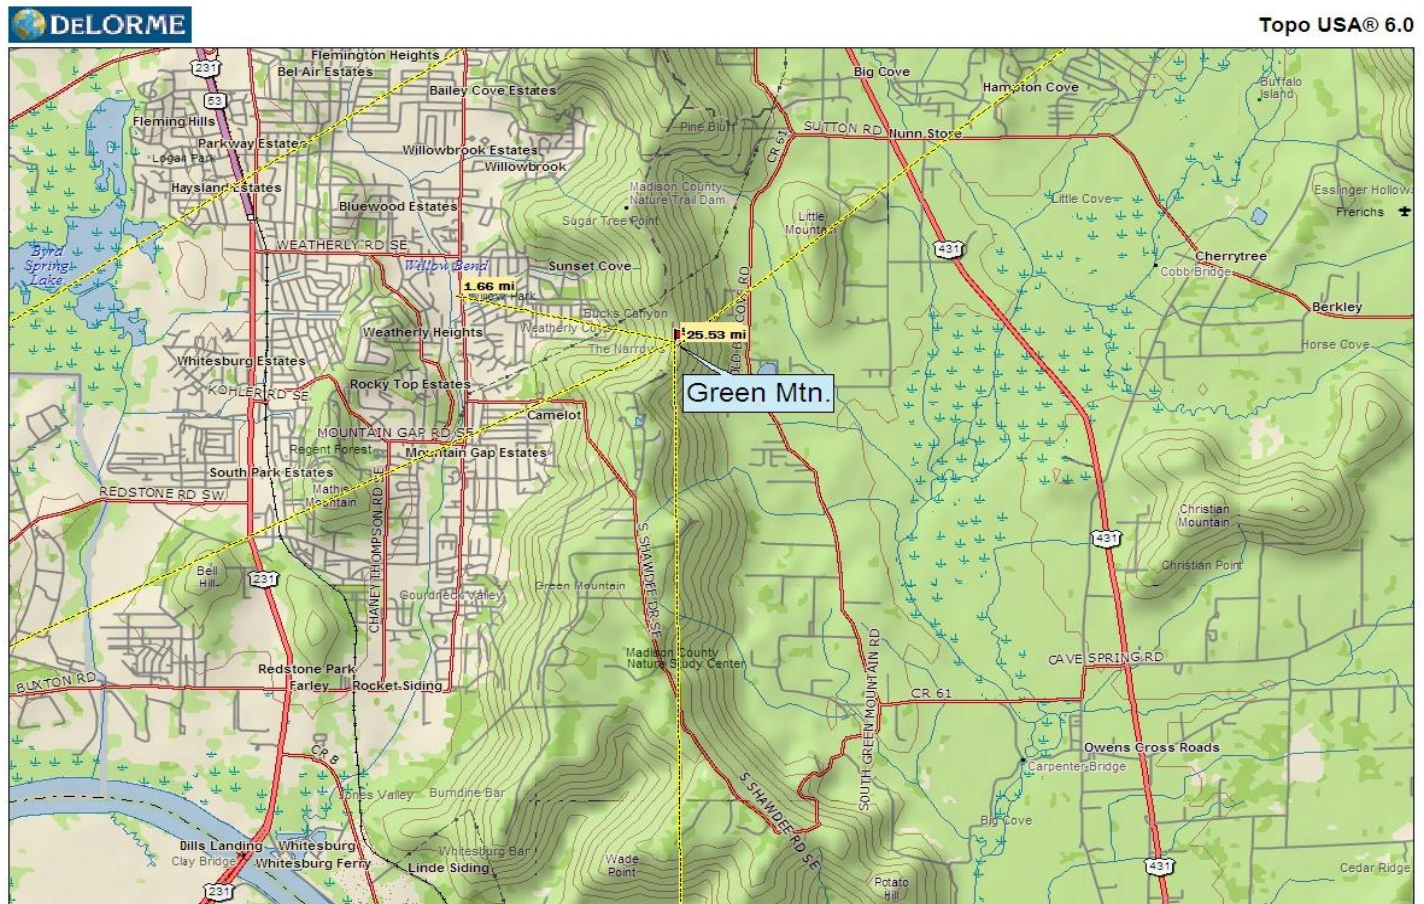 DELORME
Topo USA® 6.0
Flemington Heights
Bel Air Estates
231
Big Cove
Hampton Cove
Buffalo
Island
Bailey Cove Estates
53
Fleming Hills
Pine Bluff
CR 61
SUTTON RD
Nunn Store
Parkway Estates
Logan Park
Willowbrook Estates
Willowbrook
Haysland Estates
Madison County
Nature Trail Dam
Esslinger Hollow
Bluewood Estates
Sugar Tree Point
Little
Mountain
Little Cove
Frerichs
WEATHERLY RD SE
Byrd
Spring
Lake
Willow Bend
Sunset Cove
431
Cherrytree
Cobb Bridge
1.66 mi
Willow Park
Bucks Canyon
Berkley
Weatherly Heights
The Narrows
25.53 mi
Horse Cove
Whitesburg Estates
KOHLER RD SE
Rocky Top Estates
Green Mtn.
Camelot
MOUNTAIN GAP RD SE
Regent Forest
Mountain Gap Estates
South Park Estates
REDSTONE RD SW
Mathis
Mountain
CHANEY THOMPSON RD SE
S SHAWDEE DR SE
Christian
Mountain
431
Christian Point
Bell
Hill
231
Gourdneck Valley
Green Mountain
Madison County
Nature Study Center
SOUTH GREEN MOUNTAIN RD
CAVE SPRING RD
Redstone Park
Farley
Rocket Siding
BUXTON RD
CR 61
CR 8
Owens Cross Roads
Carpenter Bridge
Jones Valley
Burndine Bar
S SHAWDEE RD SE
Big Cove
Dills Landing
Whitesburg
Clay Bridge
Whitesburg Ferry
Whitesburg Bar
Linde Siding
Wade
Point
Potato
Hill
431
Cedar Ridge
231